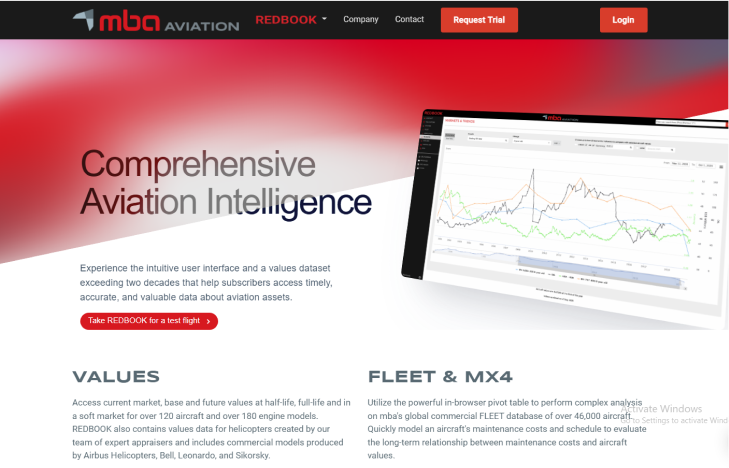 mba AVIATION REDBOOK Company Contact Request Trial Login
Comprehensive
Aviation Intelligence
Experience the intuitive user interface and a values dataset
exceeding two decades that help subscribers access timely,
accurate, and valuable data about aviation assets.
Take REDBOOK for a test flight
VALUES
Access current market, base and future values at half-life, full-life and in
a soft market for over 120 aircraft and over 180 engine models.
REDBOOK also contains values data for helicopters created by our
team of expert appraisers and includes commercial models produced
by Airbus Helicopters, Bell, Leonardo, and Sikorsky.
FLEET & MX4
Utilize the powerful in-browser pivot table to perform complex analysis
on mba's global commercial FLEET database of over 46,000 aircraft.
Quickly model an aircraft's maintenance costs and schedule to evaluate
the long-term relationship between maintenance costs and aircraft
values.
Activate Windows
Go to Settings to activate Wind